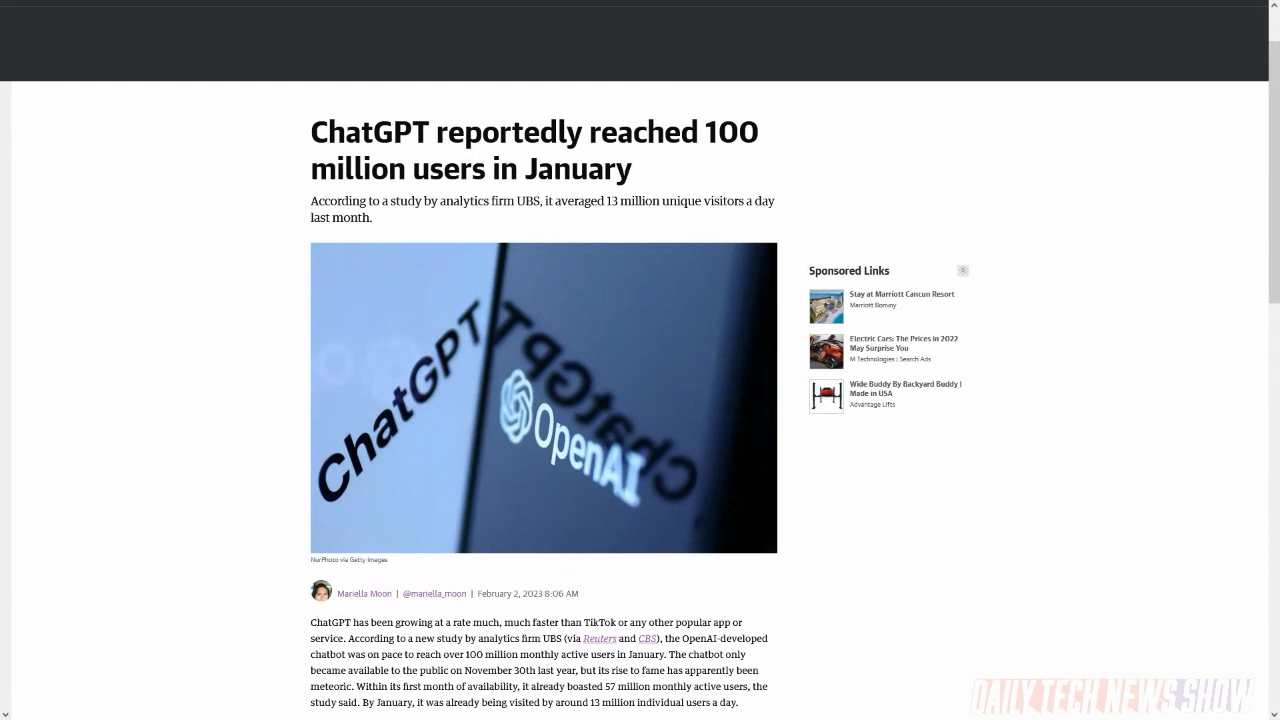 ChatGPT reportedly reached 100
million users in January
According to a study by analytics firm UBS, it averaged 13 million unique visitors a day
last month.
ChatGPT
ChatGPT
OpenAI
NurPhoto via Getty Images
Mariella Moon | @mariella_moon | February 2, 2023 8:06 AM
ChatGPT has been growing at a rate much, much faster than TikTok or any other popular app or
service. According to a new study by analytics firm UBS (via Reuters and CBS), the OpenAI-developed
chatbot was on pace to reach over 100 million monthly active users in January. The chatbot only
became available to the public on November 30th last year, but its rise to fame has apparently been
meteoric. Within its first month of availability, it already boasted 57 million monthly active users, the
study said. By January, it was already being visited by around 13 million individual users a day.
Sponsored Links
Stay at Marriott Cancun Resort
Marriott Bonvoy
Electric Cars: The Prices in 2022
May Surprise You
M Technologies | Search Ads
Wide Buddy By Backyard Buddy |
Made in USA
Advantage Lifts
DAILY TECH NEWS SHOW